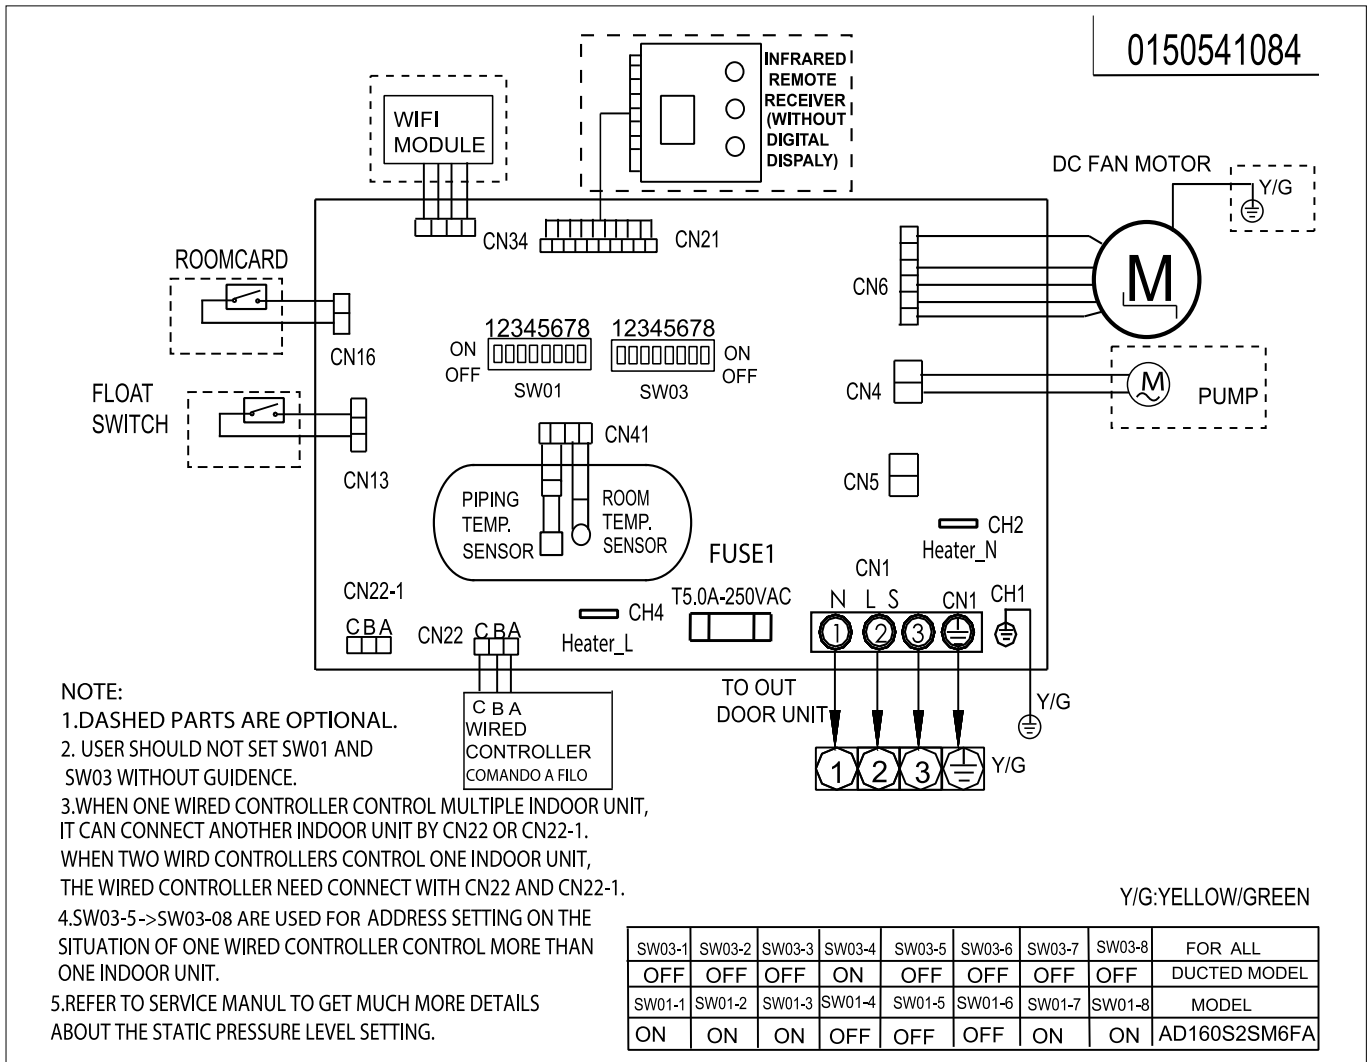 0150541084
WIFI
MODULE
INFRARED
REMOTE
RECEIVER
(WITHOUT
DIGITAL
DISPALY)
DC FAN MOTOR
Y/G
CN34
CN21
ROOMCARD
CN6
M
CN16
12345678
12345678
ON
OFF
ON
OFF
SW01
SW03
CN4
M
PUMP
FLOAT
SWITCH
CN41
CN13
CN5
PIPING
TEMP.
SENSOR
ROOM
TEMP.
SENSOR
CH2
Heater_N
FUSE1
T5.0A-250VAC
CN1
N L S
CN1
CH1
CN22-1
CBA
CN22
CBA
CH4
Heater_L
1 2 3
TO OUT
DOOR UNIT
Y/G
1 2 3
Y/G
C B A
WIRED
CONTROLLER
COMANDO A FILO
NOTE:
1.DASHED PARTS ARE OPTIONAL.
2. USER SHOULD NOT SET SW01 AND
SW03 WITHOUT GUIDENCE.
3.WHEN ONE WIRED CONTROLLER CONTROL MULTIPLE INDOOR UNIT,
IT CAN CONNECT ANOTHER INDOOR UNIT BY CN22 OR CN22-1.
WHEN TWO WIRD CONTROLLERS CONTROL ONE INDOOR UNIT,
THE WIRED CONTROLLER NEED CONNECT WITH CN22 AND CN22-1.
4.SW03-5->SW03-08 ARE USED FOR ADDRESS SETTING ON THE
SITUATION OF ONE WIRED CONTROLLER CONTROL MORE THAN
ONE INDOOR UNIT.
5.REFER TO SERVICE MANUL TO GET MUCH MORE DETAILS
ABOUT THE STATIC PRESSURE LEVEL SETTING.
Y/G:YELLOW/GREEN
SW03-1 SW03-2 SW03-3 SW03-4 SW03-5 SW03-6 SW03-7 SW03-8 FOR ALL
OFF OFF OFF ON OFF OFF OFF OFF DUCTED MODEL
SW01-1 SW01-2 SW01-3 SW01-4 SW01-5 SW01-6 SW01-7 SW01-8 MODEL
ON ON ON OFF OFF OFF ON ON AD160S2SM6FA